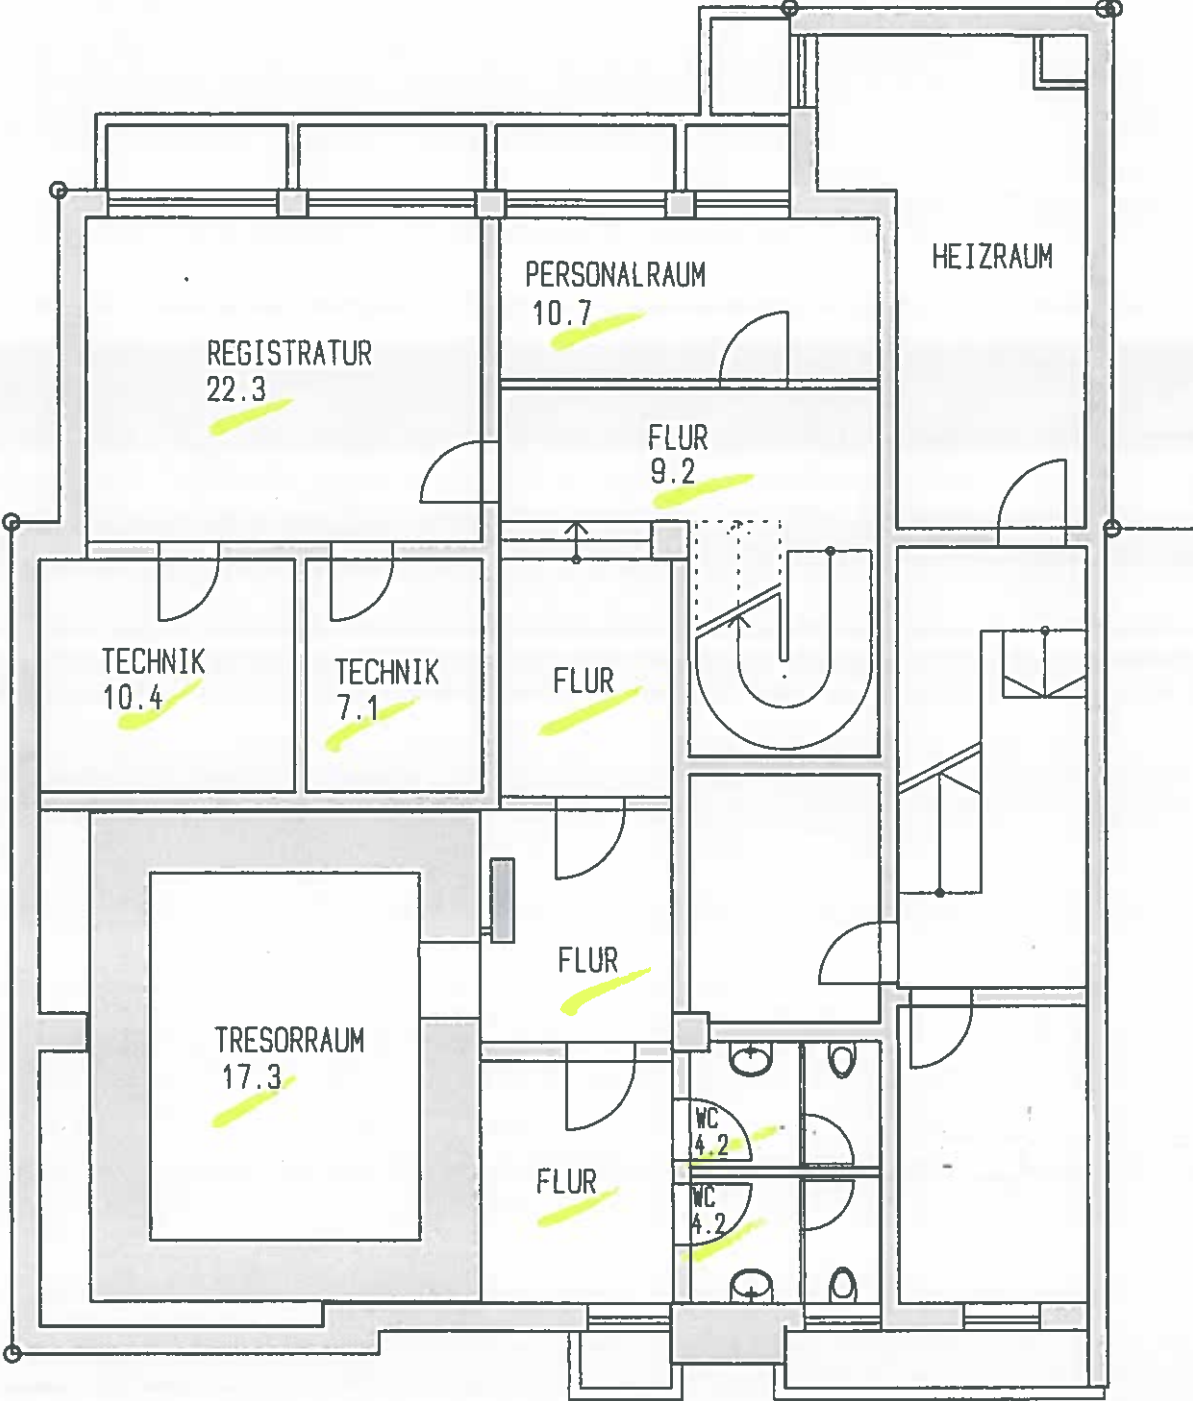 HEIZRAUM
PERSONALRAUM
10.7
REGISTRATUR
22.3
FLUR
9.2
TECHNIK
10.4
TECHNIK
7.1
FLUR
FLUR
TRESORRAUM
17.3
WC
4.2
FLUR
WC
4.2